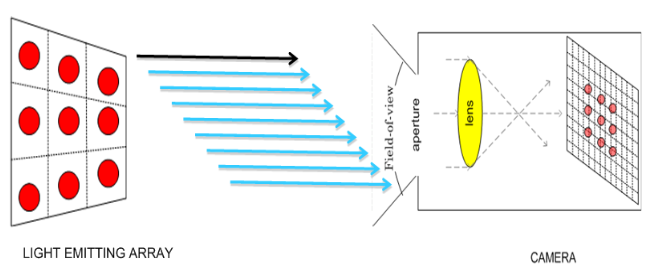 Field-of-view
aperture
lens
LIGHT EMITTING ARRAY
CAMERA